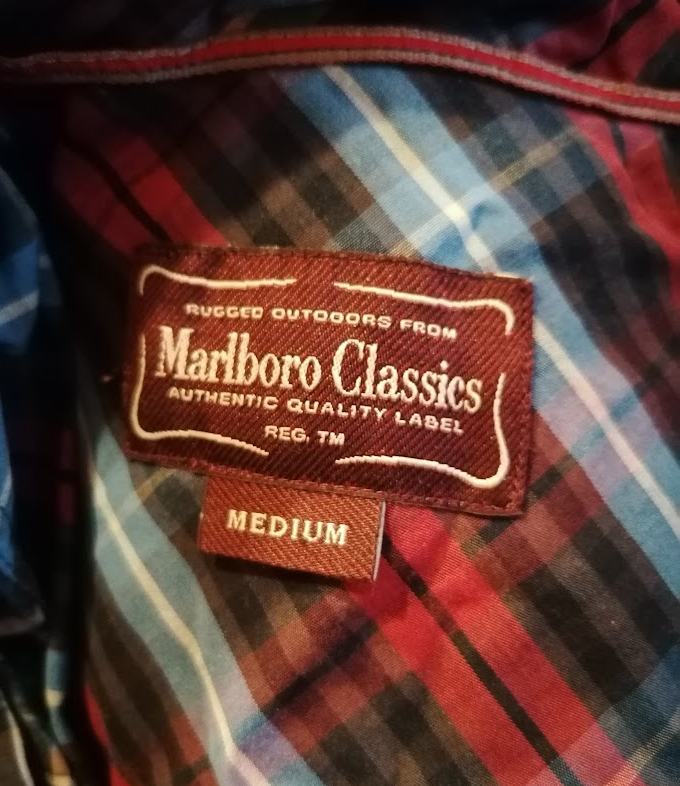 RUGGED OUTDOORS FROM
Marlboro Classics
AUTHENTIC QUALITY LABEL
REG. TM
MEDIUM